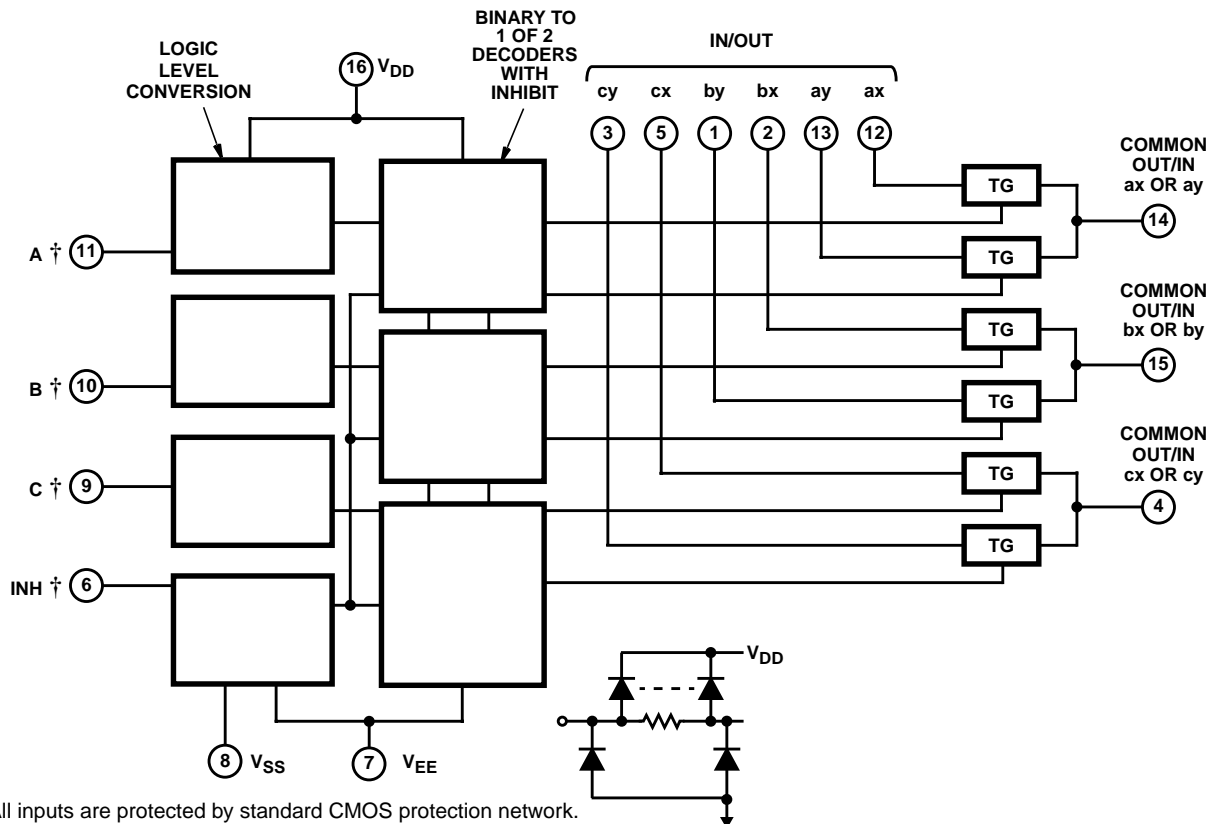 LOGIC
LEVEL
CONVERSION
16 VDD
BINARY TO
1 OF 2
DECODERS
WITH
INHIBIT
IN/OUT
cy cx by bx ay ax
3 5 1 2 13 12
TG
COMMON
OUT/IN
ax OR ay
14
A † 11
TG
COMMON
OUT/IN
bx OR by
TG
15
B † 10
TG
COMMON
OUT/IN
cx OR cy
TG
C † 9
4
TG
INH † 6
VDD
8 VSS
7 VEE
All inputs are protected by standard CMOS protection network.